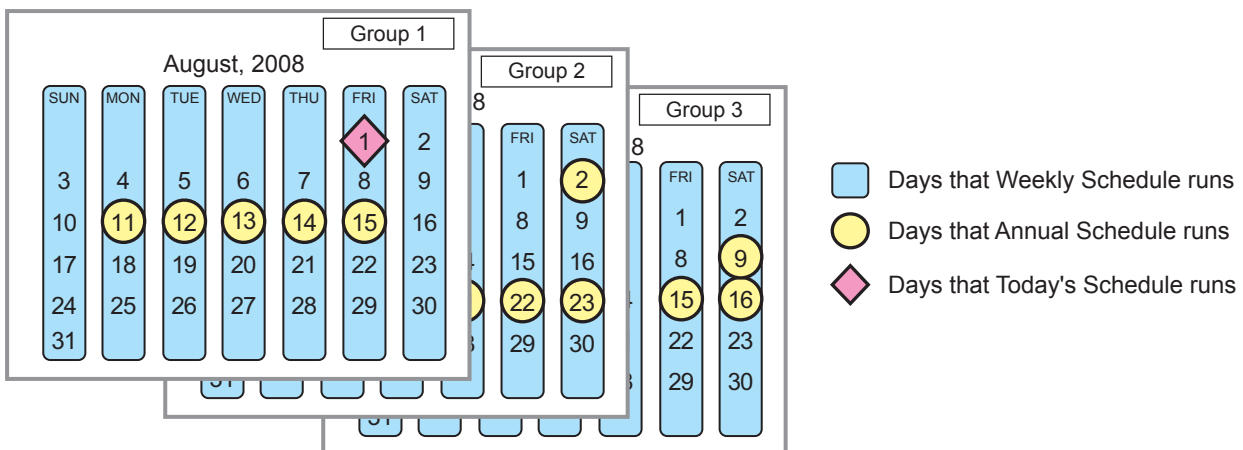 Group 1
August, 2008
SUN MON TUE WED THU FRI SAT
1 2
3 4 5 6 7 8 9
10 11 12 13 14 15 16
17 18 19 20 21 22 23
24 25 26 27 28 29 30
31
Group 2
8
FRI SAT
1 2
8 9
15 16
22 23
29 30
31
Group 3
8
FRI SAT
1 2
8 9
15 16
22 23
29 30
31
Days that Weekly Schedule runs
Days that Annual Schedule runs
Days that Today's Schedule runs